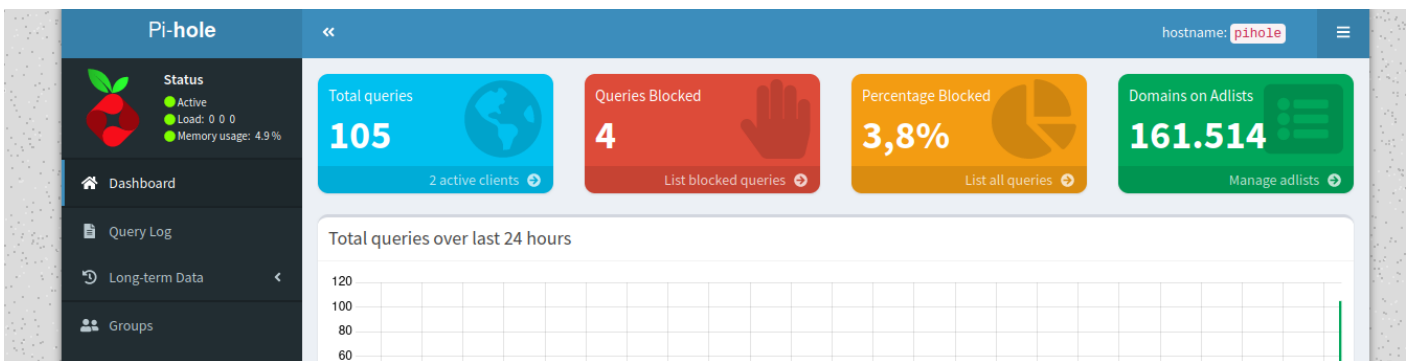 Pi-hole
hostname: pihole
Status
Active
Load: 0 0 0
Memory usage: 4.9 %
Dashboard
Query Log
Long-term Data
Groups
Total queries
105
2 active clients
Queries Blocked
4
List blocked queries
Percentage Blocked
3,8%
List all queries
Domains on Adlists
161.514
Manage adlists
Total queries over last 24 hours
120
100
80
60